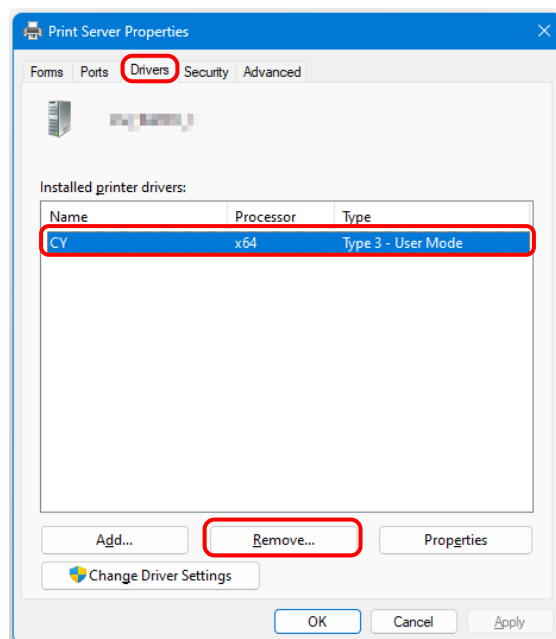 Print Server Properties
Forms Ports Drivers Security Advanced
Installed printer drivers:
Name Processor Type
CY x64 Type 3 - User Mode
Add... Remove... Properties
Change Driver Settings
OK Cancel Apply